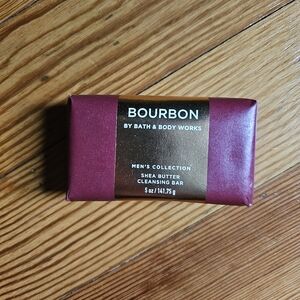 BOURBON
BY BATH & BODY WORKS
MEN'S COLLECTION
SHEA BUTTER
CLEANSING BAR
5 oz / 141.75 g